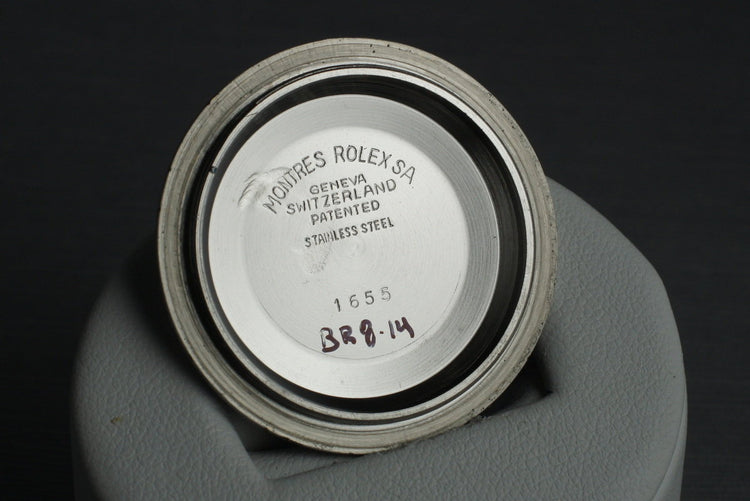 MONTRES ROLEX.SA
GENEVA
SWITZERLAND
PATENTED
STAINLESS STEEL
1655
BR8.14